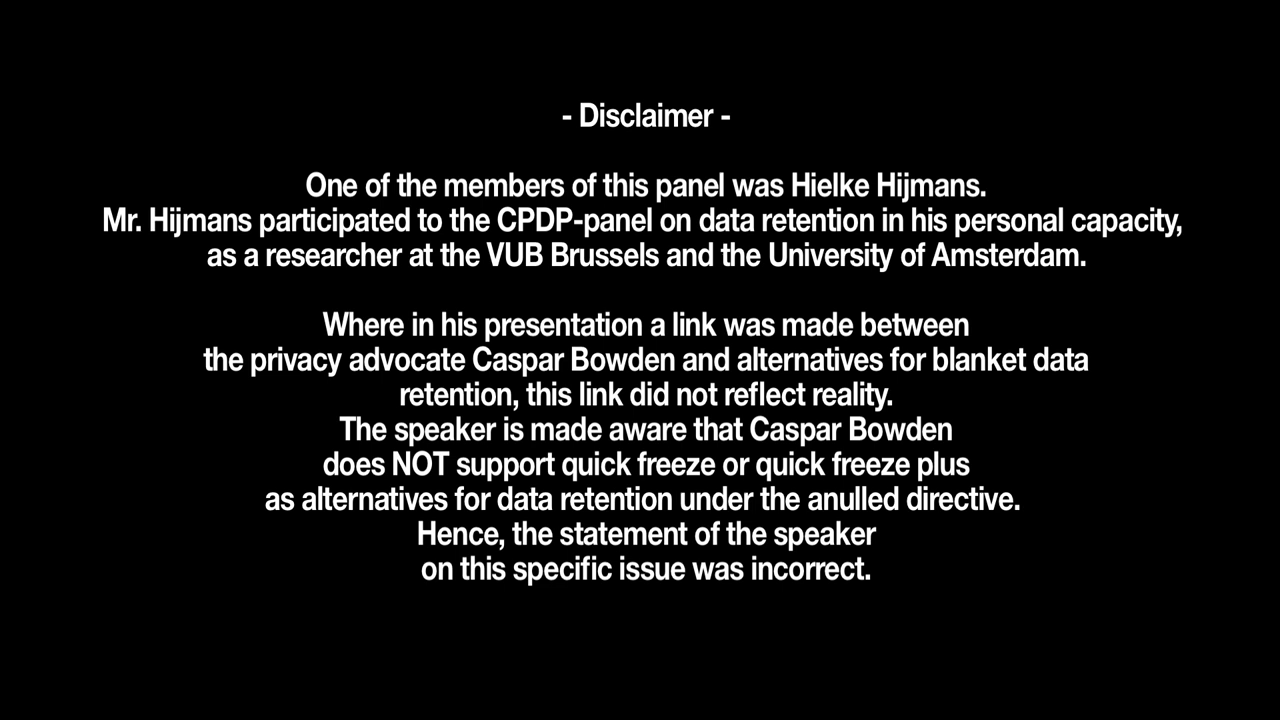 - Disclaimer -
One of the members of this panel was Hielke Hijmans.
Mr. Hijmans participated to the CPDP-panel on data retention in his personal capacity,
as a researcher at the VUB Brussels and the University of Amsterdam.
Where in his presentation a link was made between
the privacy advocate Caspar Bowden and alternatives for blanket data
retention, this link did not reflect reality.
The speaker is made aware that Caspar Bowden
does NOT support quick freeze or quick freeze plus
as alternatives for data retention under the anulled directive.
Hence, the statement of the speaker
on this specific issue was incorrect.